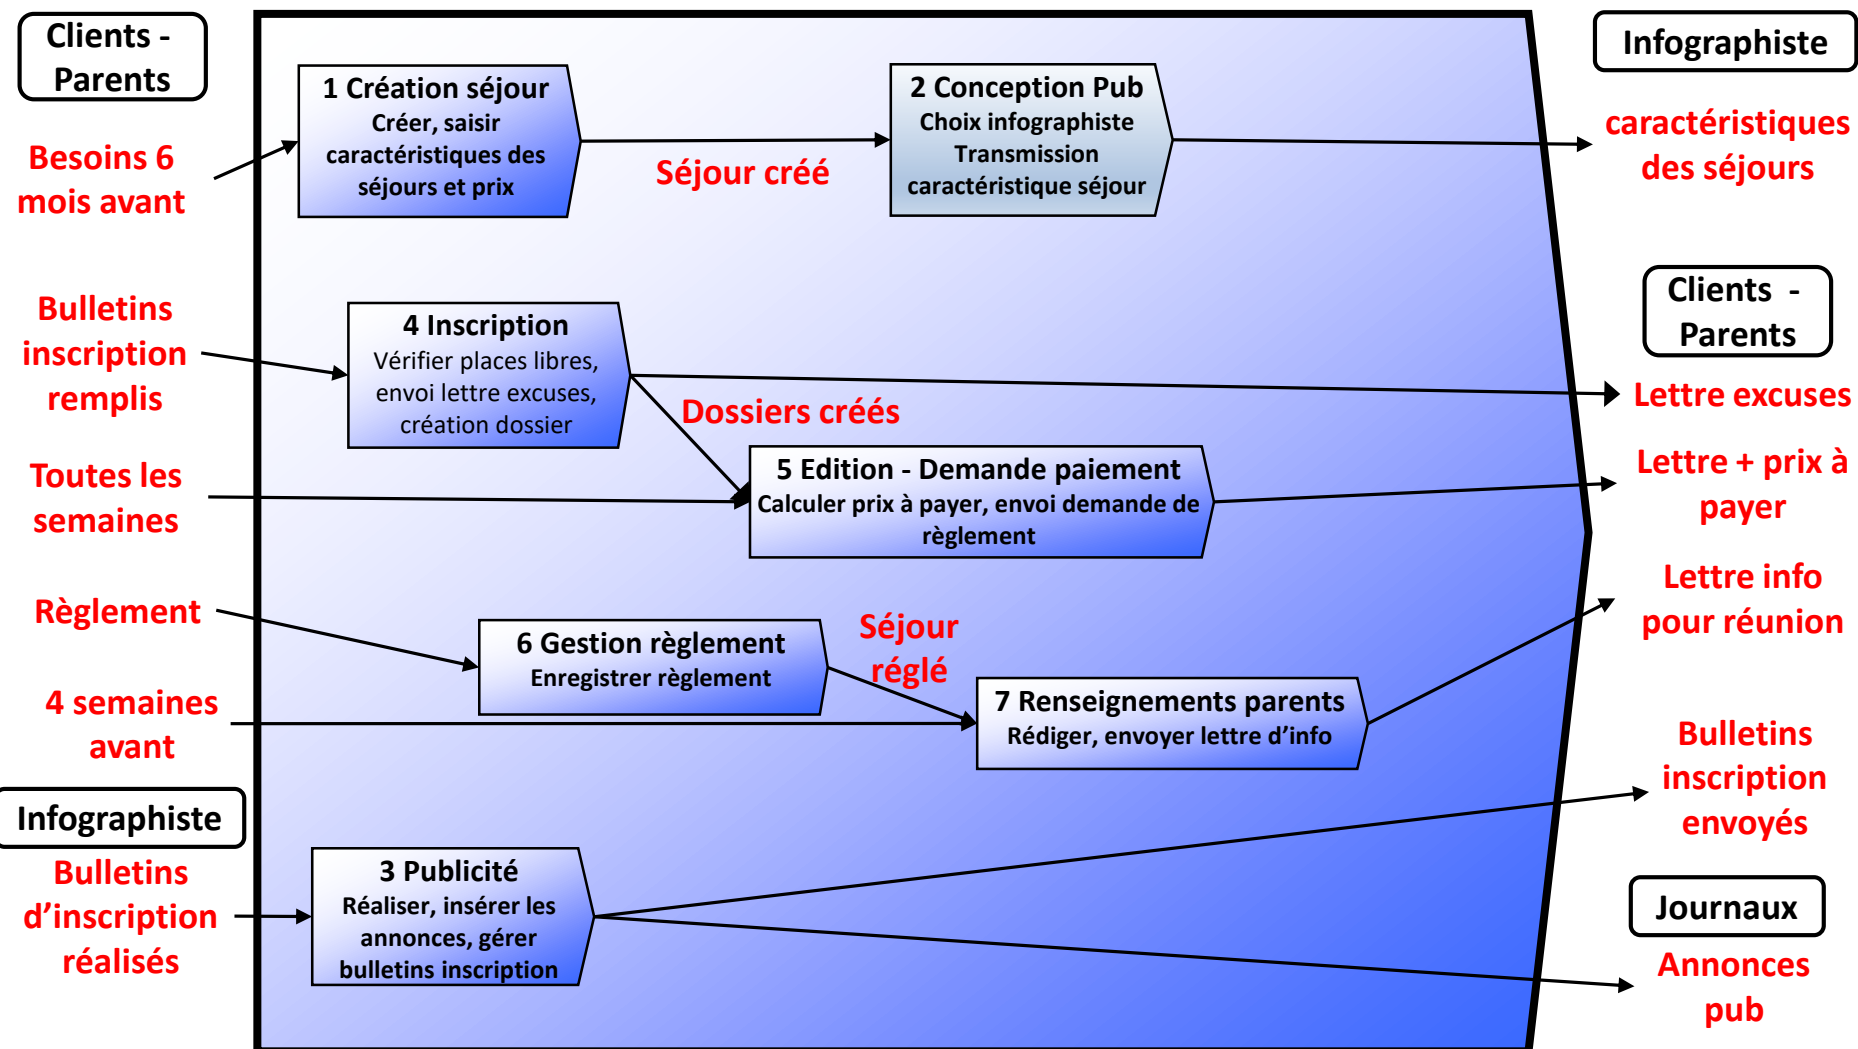 Clients -
Parents
Besoins 6
mois avant
Bulletins
inscription
remplis
Toutes les
semaines
Règlement
4 semaines
avant
Infographiste
Bulletins
d’inscription
réalisés
1 Création séjour
Créer, saisir
caractéristiques des
séjours et prix
Séjour créé
2 Conception Pub
Choix infographiste
Transmission
caractéristique séjour
4 Inscription
Vérifier places libres,
envoi lettre excuses,
création dossier
Dossiers créés
5 Edition - Demande paiement
Calculer prix à payer, envoi demande de
règlement
6 Gestion règlement
Enregistrer règlement
Séjour
réglé
7 Renseignements parents
Rédiger, envoyer lettre d’info
3 Publicité
Réaliser, insérer les
annonces, gérer
bulletins inscription
Infographiste
caractéristiques
des séjours
Clients -
Parents
Lettre excuses
Lettre + prix à
payer
Lettre info
pour réunion
Bulletins
inscription
envoyés
Journaux
Annonces
pub